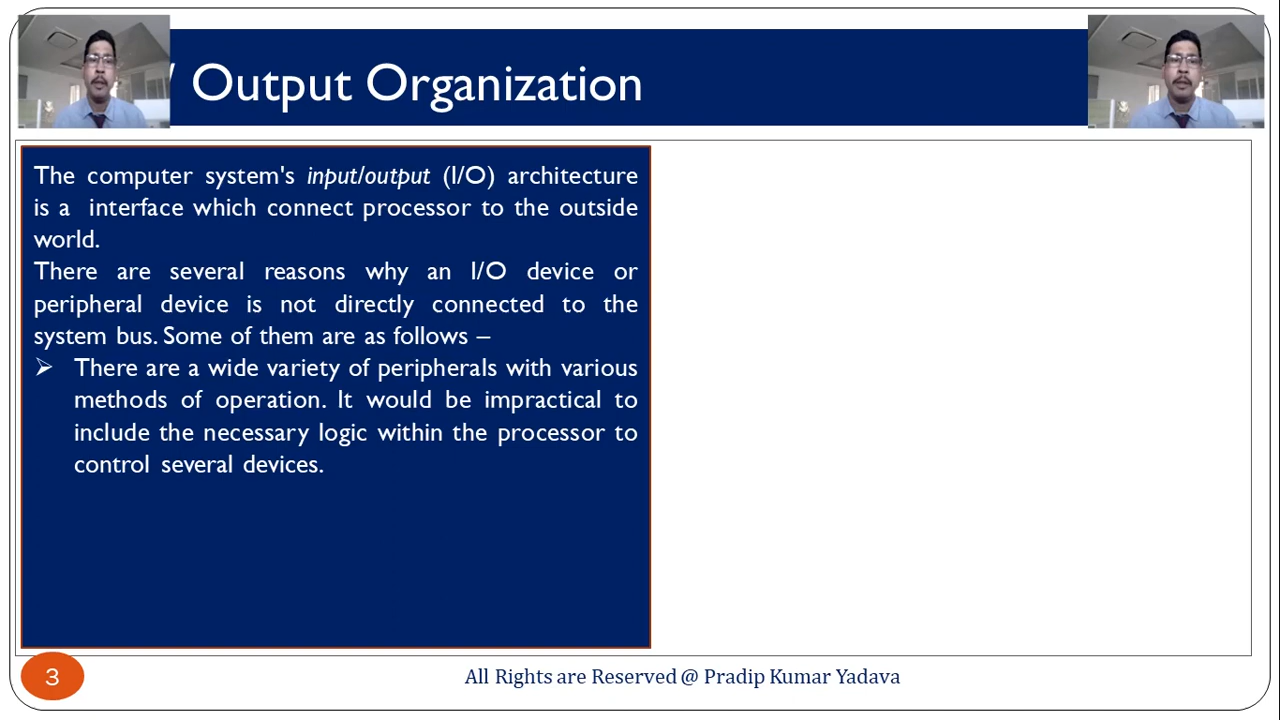 Output Organization
The computer system's input/output (I/O) architecture
is a interface which connect processor to the outside
world.
There are several reasons why an I/O device or
peripheral device is not directly connected to the
system bus. Some of them are as follows –
➢ There are a wide variety of peripherals with various
methods of operation. It would be impractical to
include the necessary logic within the processor to
control several devices.
3
All Rights are Reserved @ Pradip Kumar Yadava